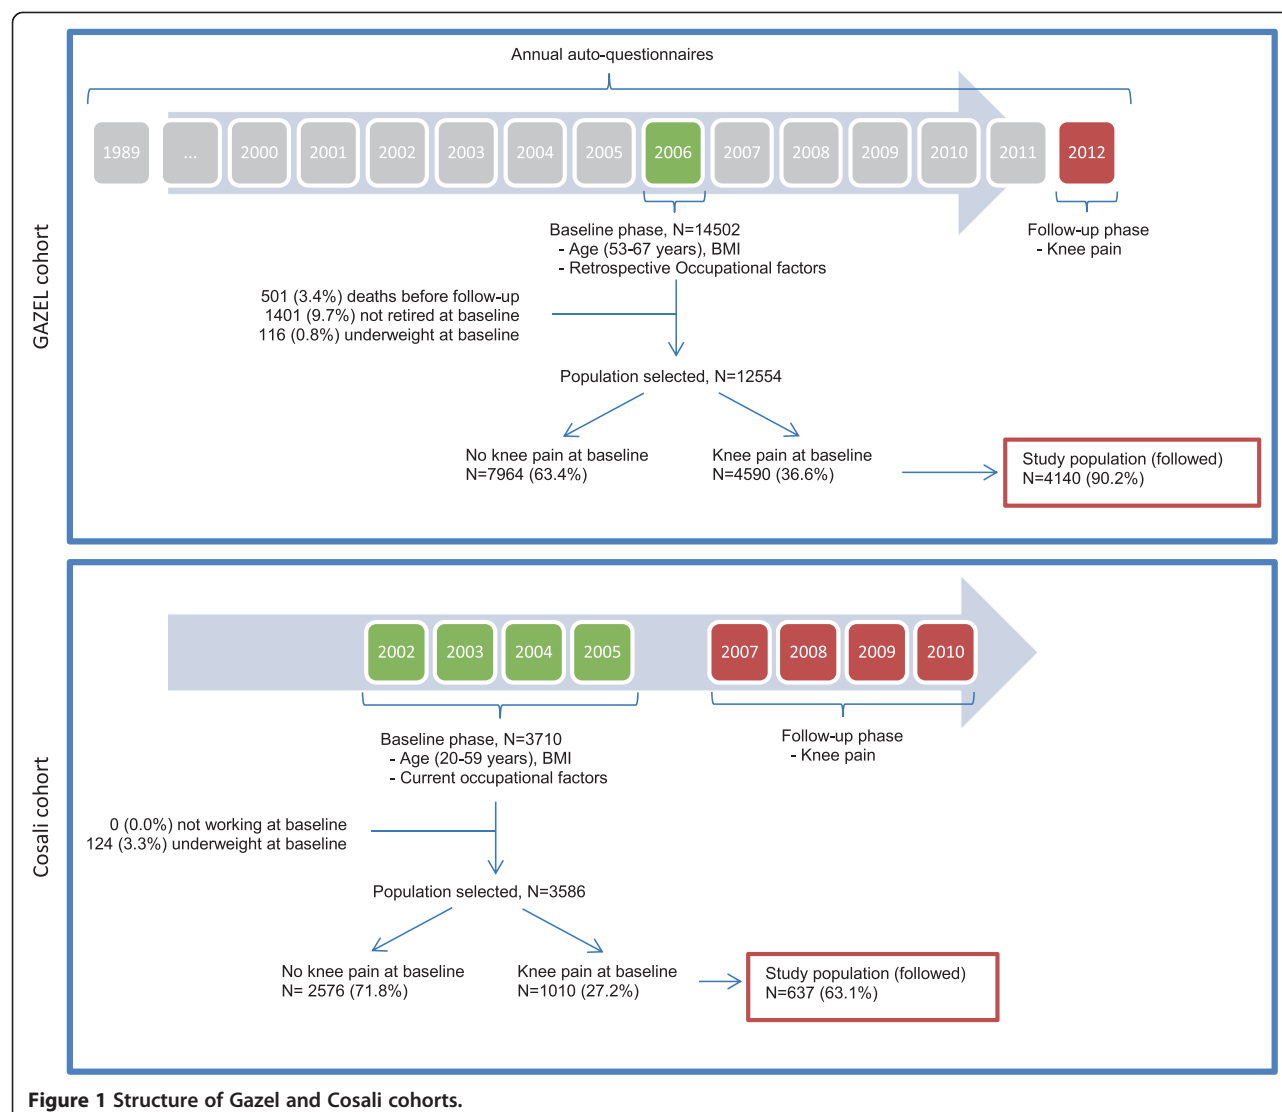 Annual auto-questionnaires
1989 ... 2000 2001 2002 2003 2004 2005 2006 2007 2008 2009 2010 2011 2012
GAZEL cohort
Baseline phase, N=14502
- Age (53-67 years), BMI
- Retrospective Occupational factors
Follow-up phase
- Knee pain
501 (3.4%) deaths before follow-up
1401 (9.7%) not retired at baseline
116 (0.8%) underweight at baseline
Population selected, N=12554
No knee pain at baseline
N=7964 (63.4%)
Knee pain at baseline
N=4590 (36.6%)
Study population (followed)
N=4140 (90.2%)
Cosali cohort
2002 2003 2004 2005 2007 2008 2009 2010
Baseline phase, N=3710
- Age (20-59 years), BMI
- Current occupational factors
Follow-up phase
- Knee pain
0 (0.0%) not working at baseline
124 (3.3%) underweight at baseline
Population selected, N=3586
No knee pain at baseline
N= 2576 (71.8%)
Knee pain at baseline
N=1010 (27.2%)
Study population (followed)
N=637 (63.1%)
Figure 1 Structure of Gazel and Cosali cohorts.